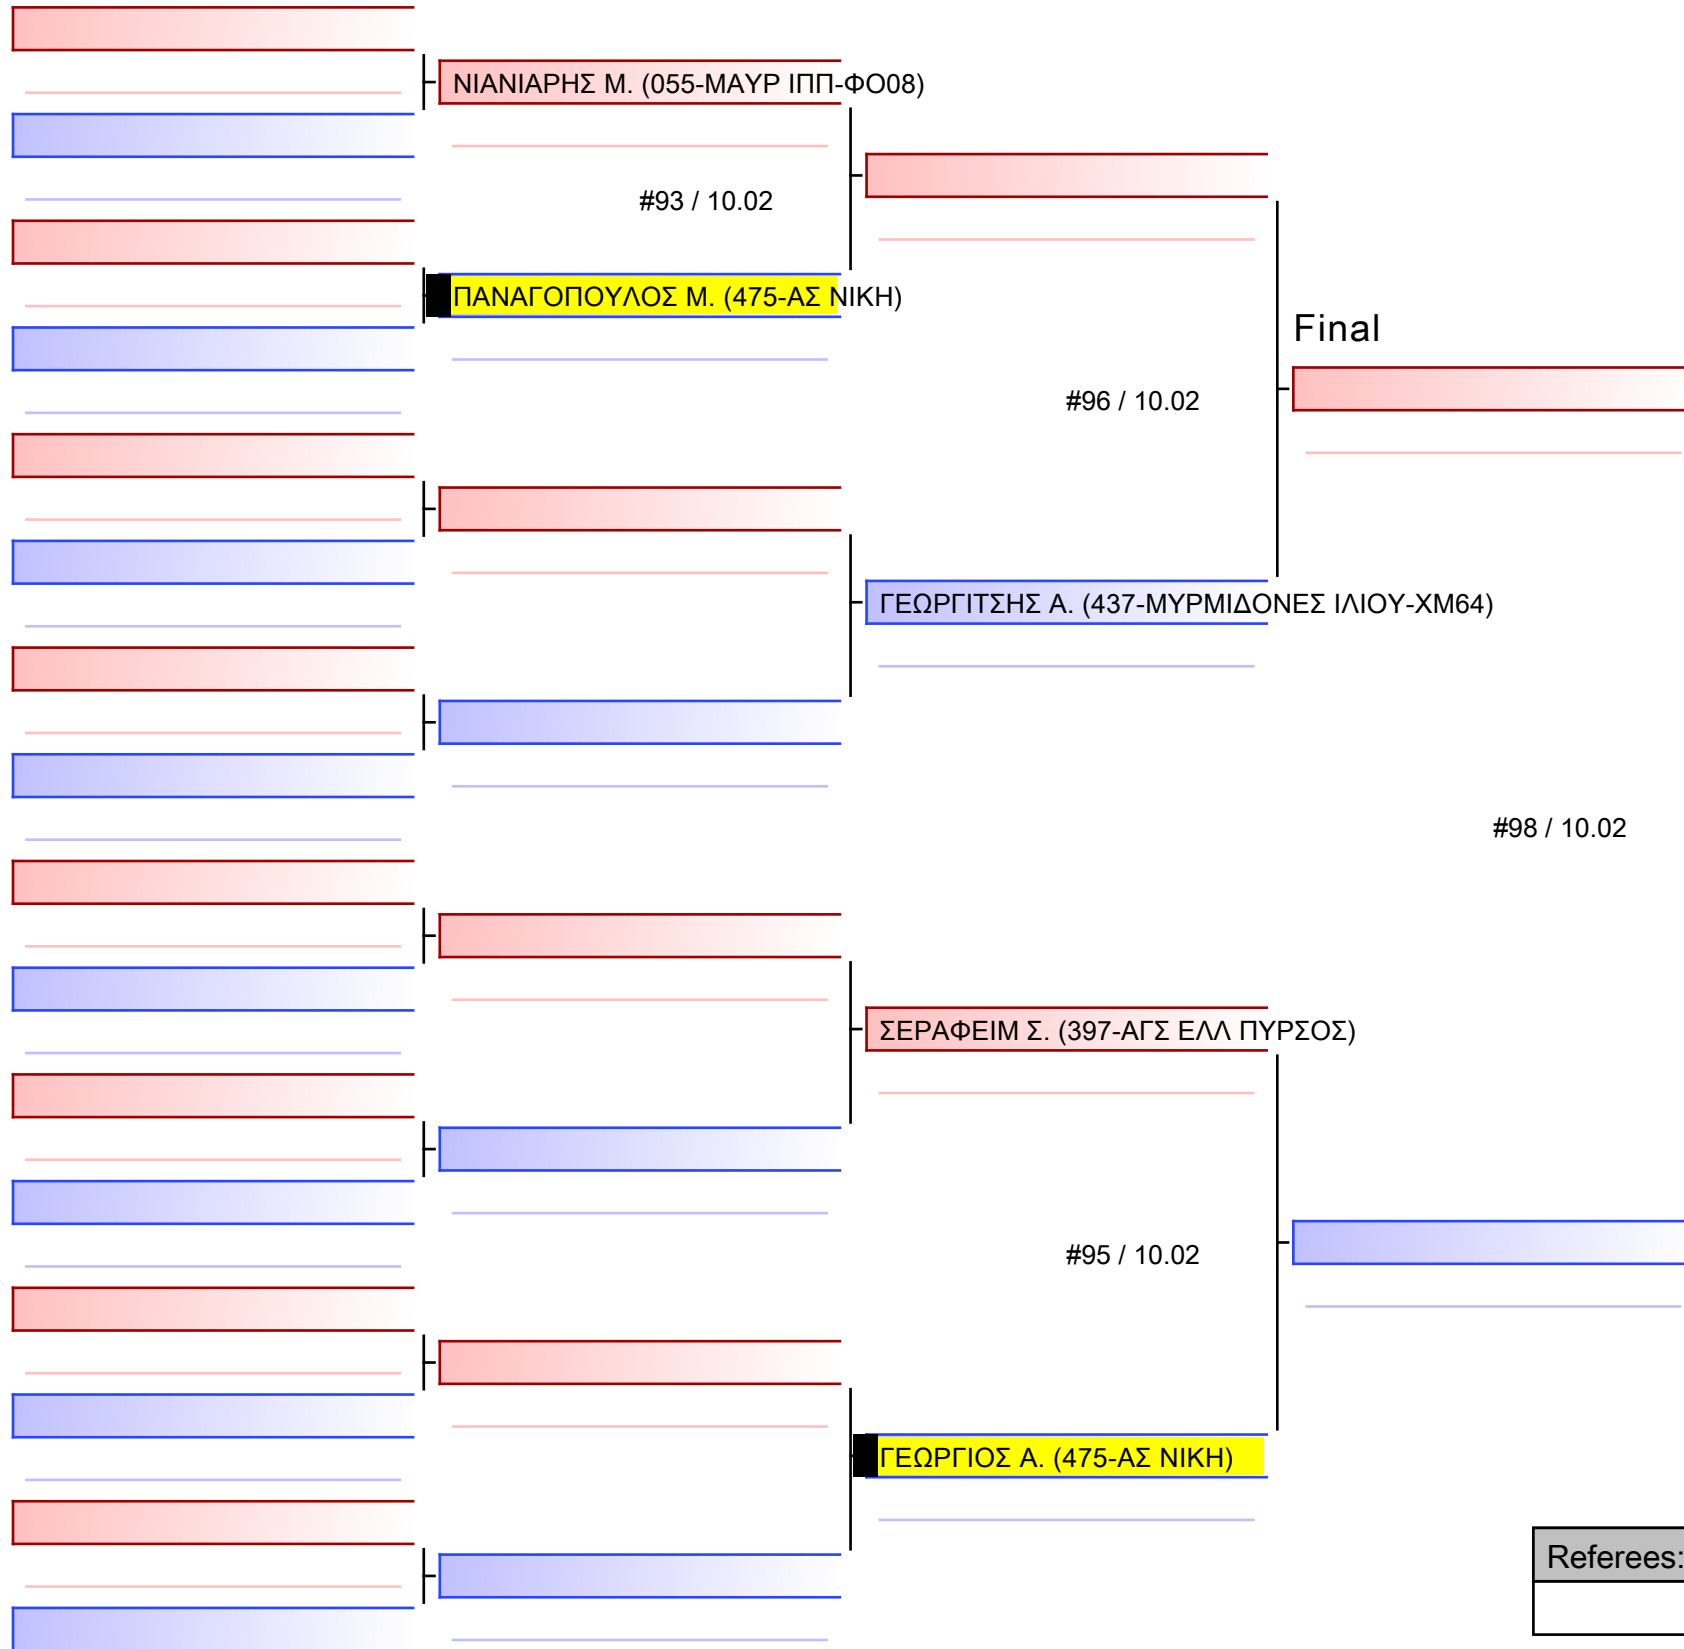 ΝΙΑΝΙΑΡΗΣ Μ. (055-ΜΑΥΡ ΙΠΠ-ΦΟ08)
#93 / 10.02
ΠΑΝΑΓΟΠΟΥΛΟΣ Μ. (475-ΑΣ ΝΙΚΗ)
Final
#96 / 10.02
ΓΕΩΡΓΙΤΣΗΣ Α. (437-ΜΥΡΜΙΔΟΝΕΣ ΙΛΙΟΥ-ΧΜ64)
#98 / 10.02
ΣΕΡΑΦΕΙΜ Σ. (397-ΑΓΣ ΕΛΛ ΠΥΡΣΟΣ)
#95 / 10.02
ΓΕΩΡΓΙΟΣ Α. (475-ΑΣ ΝΙΚΗ)
Referees: